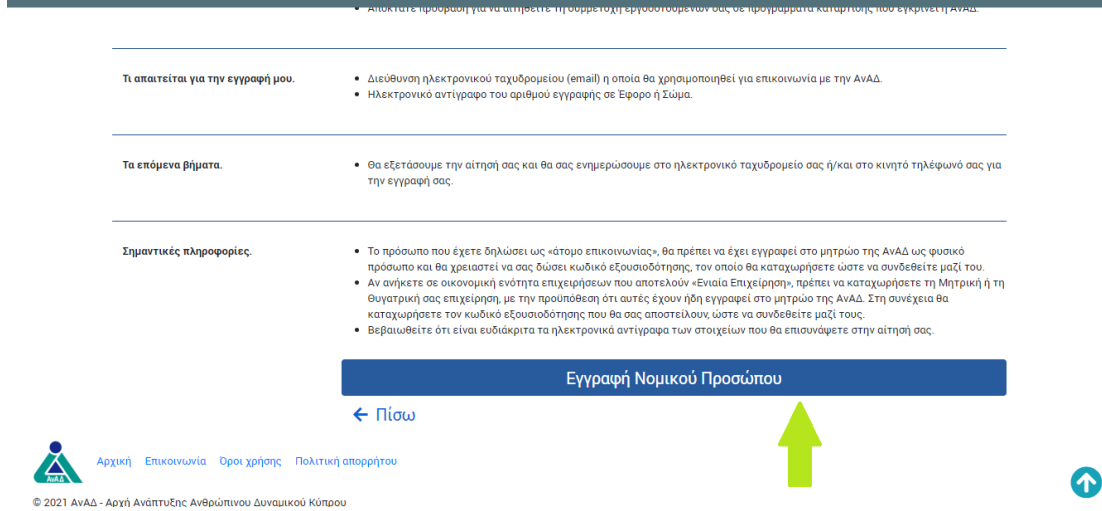 Αποκτάτε πρόσβαση για να αιτηθείτε τη συμμετοχή εργοδοτουμένων σας σε προγράμματα κατάρτισης που εγκρίνει η ΑνΑΔ.
Τι απαιτείται για την εγγραφή μου.
Διεύθυνση ηλεκτρονικού ταχυδρομείου (email) η οποία θα χρησιμοποιηθεί για επικοινωνία με την ΑνΑΔ.
Ηλεκτρονικό αντίγραφο του αριθμού εγγραφής σε Έφορο ή Σώμα.
Τα επόμενα βήματα.
Θα εξετάσουμε την αίτησή σας και θα σας ενημερώσουμε στο ηλεκτρονικό ταχυδρομείο σας ή/και στο κινητό τηλέφωνό σας για
την εγγραφή σας.
Σημαντικές πληροφορίες.
Το πρόσωπο που έχετε δηλώσει ως «άτομο επικοινωνίας», θα πρέπει να έχει εγγραφεί στο μητρώο της ΑνΑΔ ως φυσικό
πρόσωπο και θα χρειαστεί να σας δώσει κωδικό εξουσιοδότησης, τον οποίο θα καταχωρήσετε ώστε να συνδεθείτε μαζί του.
Αν ανήκετε σε οικονομική ενότητα επιχειρήσεων που αποτελούν «Ενιαία Επιχείρηση», πρέπει να καταχωρήσετε τη Μητρική ή τη
Θυγατρική σας επιχείρηση, με την προϋπόθεση ότι αυτές έχουν ήδη εγγραφεί στο μητρώο της ΑνΑΔ. Στη συνέχεια θα
καταχωρήσετε τον κωδικό εξουσιοδότησης που θα σας αποστείλουν, ώστε να συνδεθείτε μαζί τους.
Βεβαιωθείτε ότι είναι ευδιάκριτα τα ηλεκτρονικά αντίγραφα των στοιχείων που θα επισυνάψετε στην αίτησή σας.
Εγγραφή Νομικού Προσώπου
Πίσω
ΑνΑΔ
Αρχική Επικοινωνία Όροι χρήσης Πολιτική απορρήτου
© 2021 ΑνΑΔ - Αρχή Ανάπτυξης Ανθρώπινου Δυναμικού Κύπρου